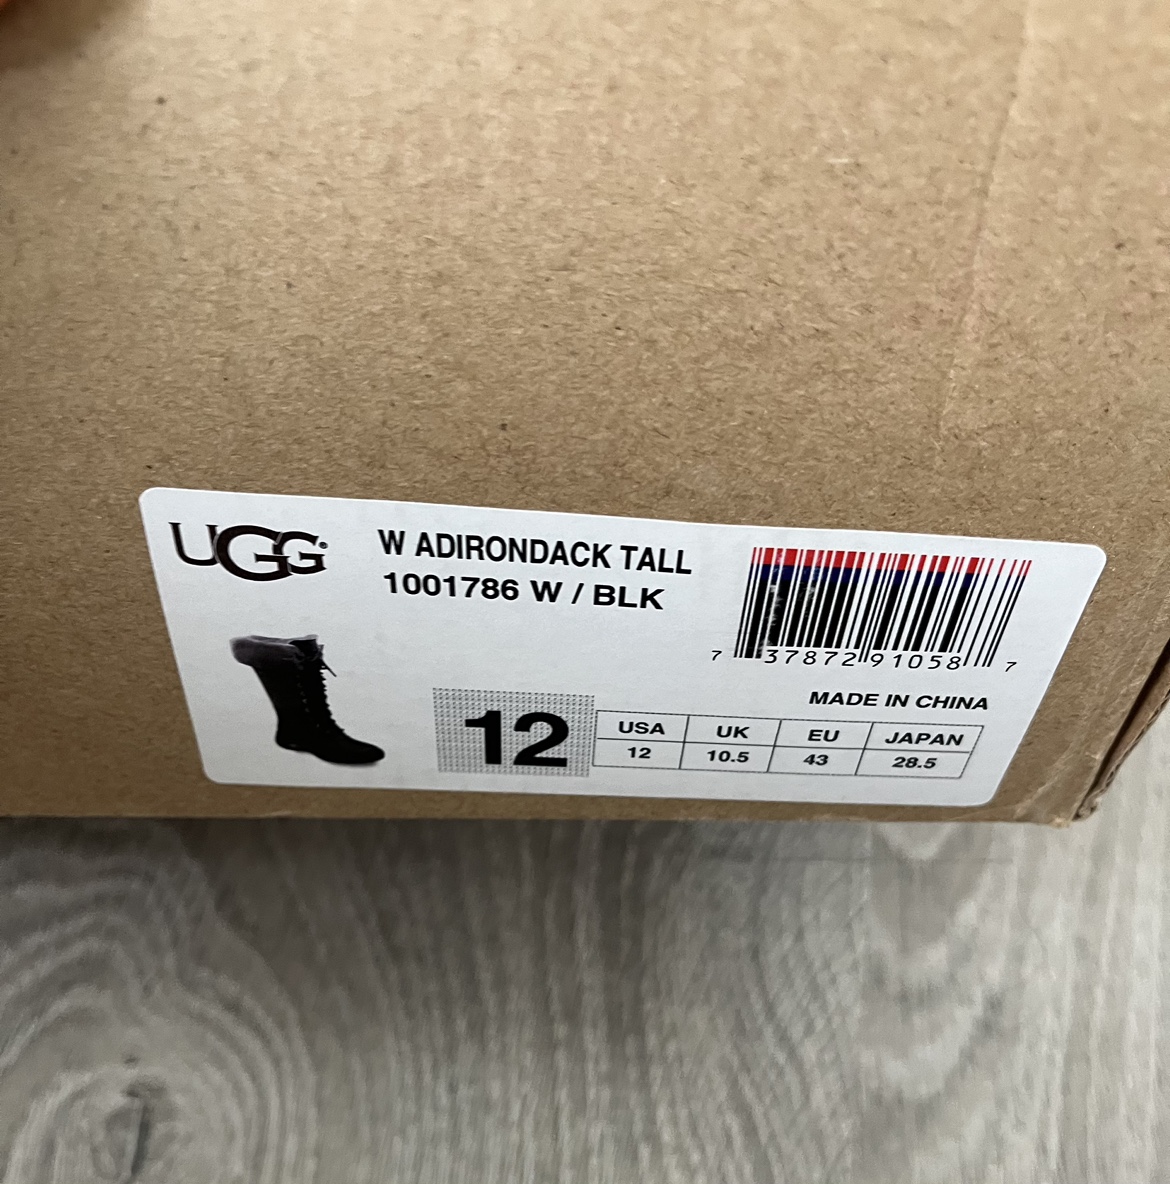 UGG®
W ADIRONDACK TALL
1001786 W / BLK
7 37872 91058 7
MADE IN CHINA
12
USA UK EU JAPAN
12 10.5 43 28.5